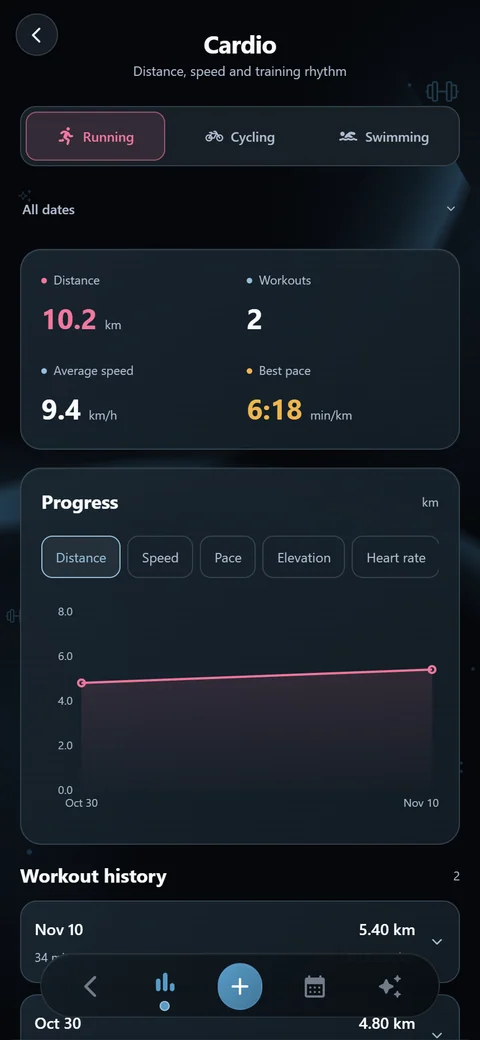 Cardio
Distance, speed and training rhythm
Running Cycling Swimming
All dates
Distance Workouts
10.2 km 2
Average speed Best pace
9.4 km/h 6:18 min/km
Progress km
Distance Speed Pace Elevation Heart rate
8.0
6.0
4.0
2.0
0.0
Oct 30 Nov 10
Workout history 2
Nov 10 5.40 km
34
Oct 30 4.80 km